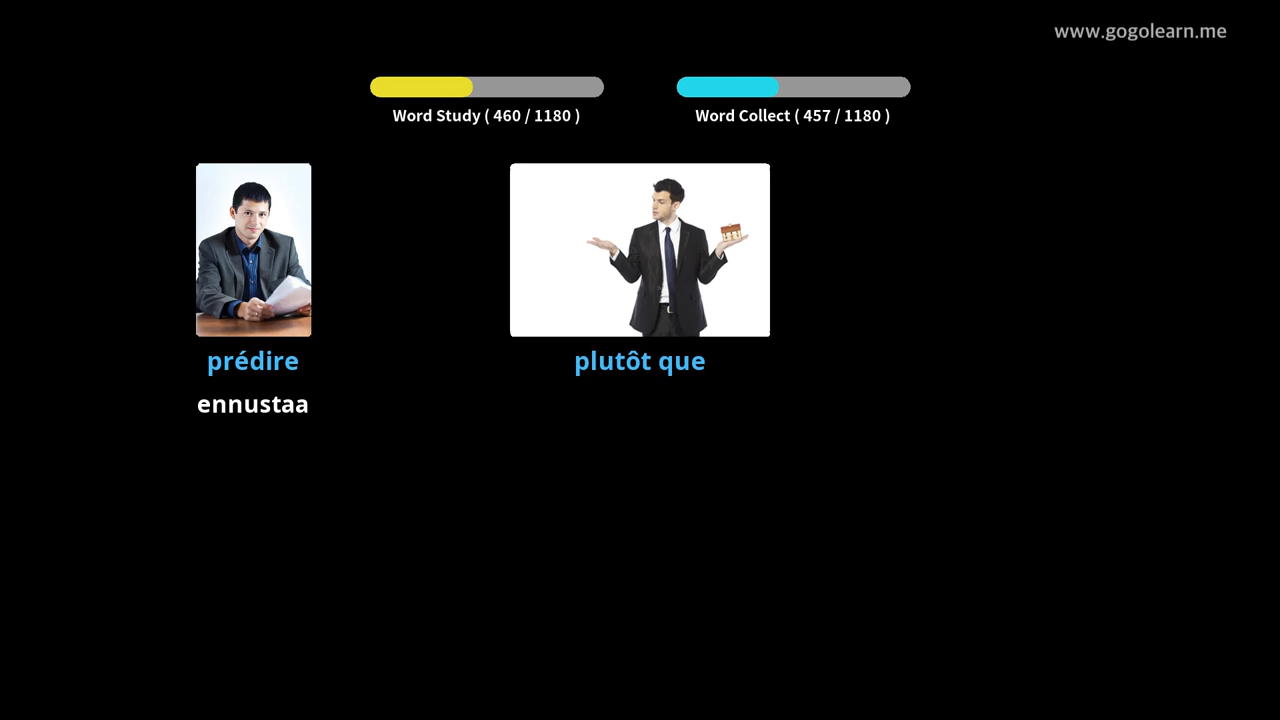 www.gogolearn.me
Word Study ( 460 / 1180 )
Word Collect ( 457 / 1180 )
prédire
plutôt que
ennustaa